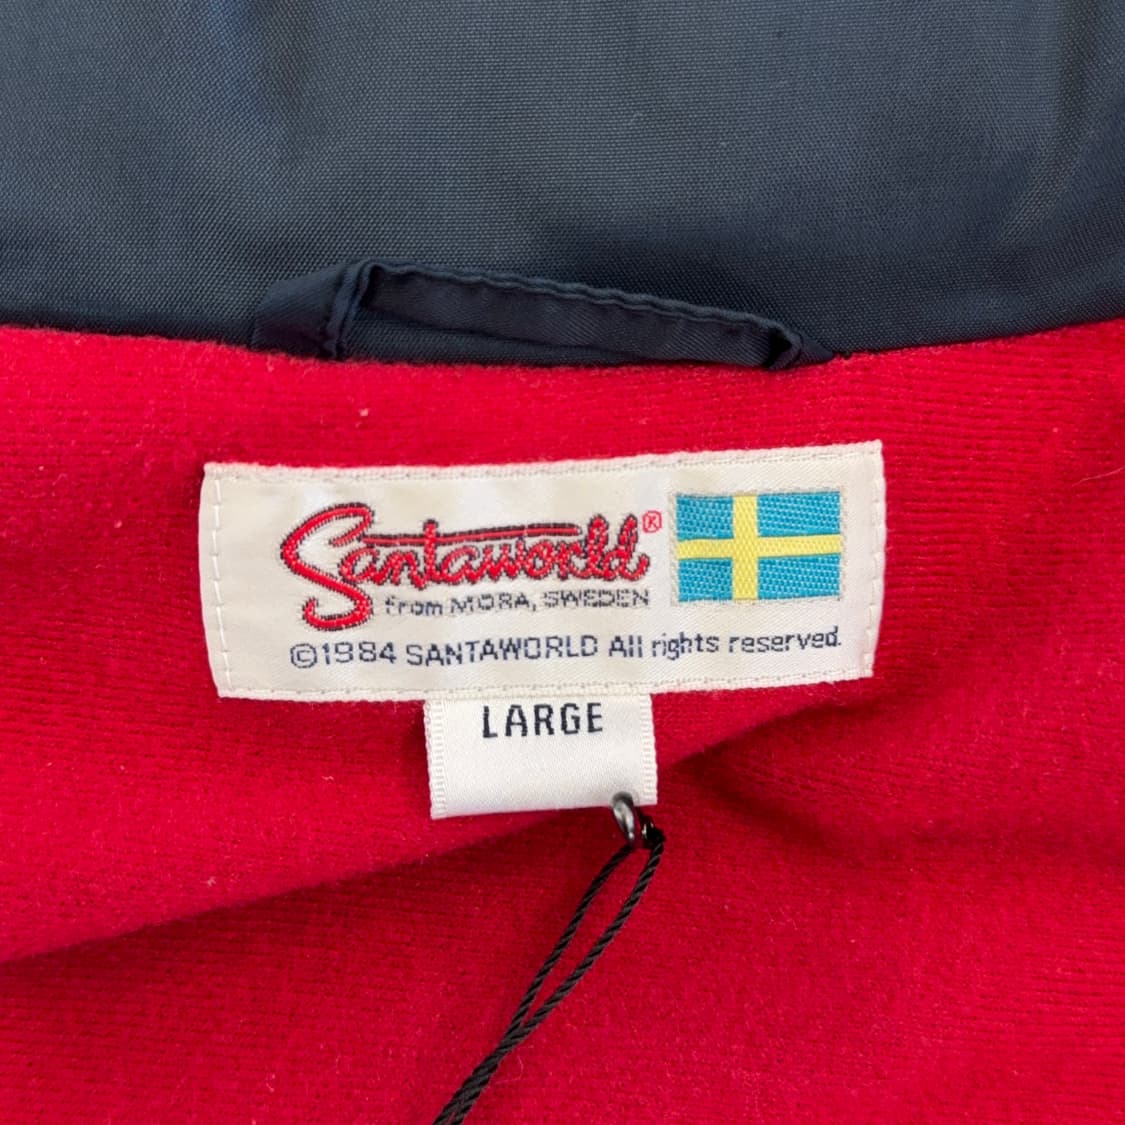 Santaworld®
from MORA, SWEDEN
©1984 SANTAWORLD All rights reserved.
LARGE